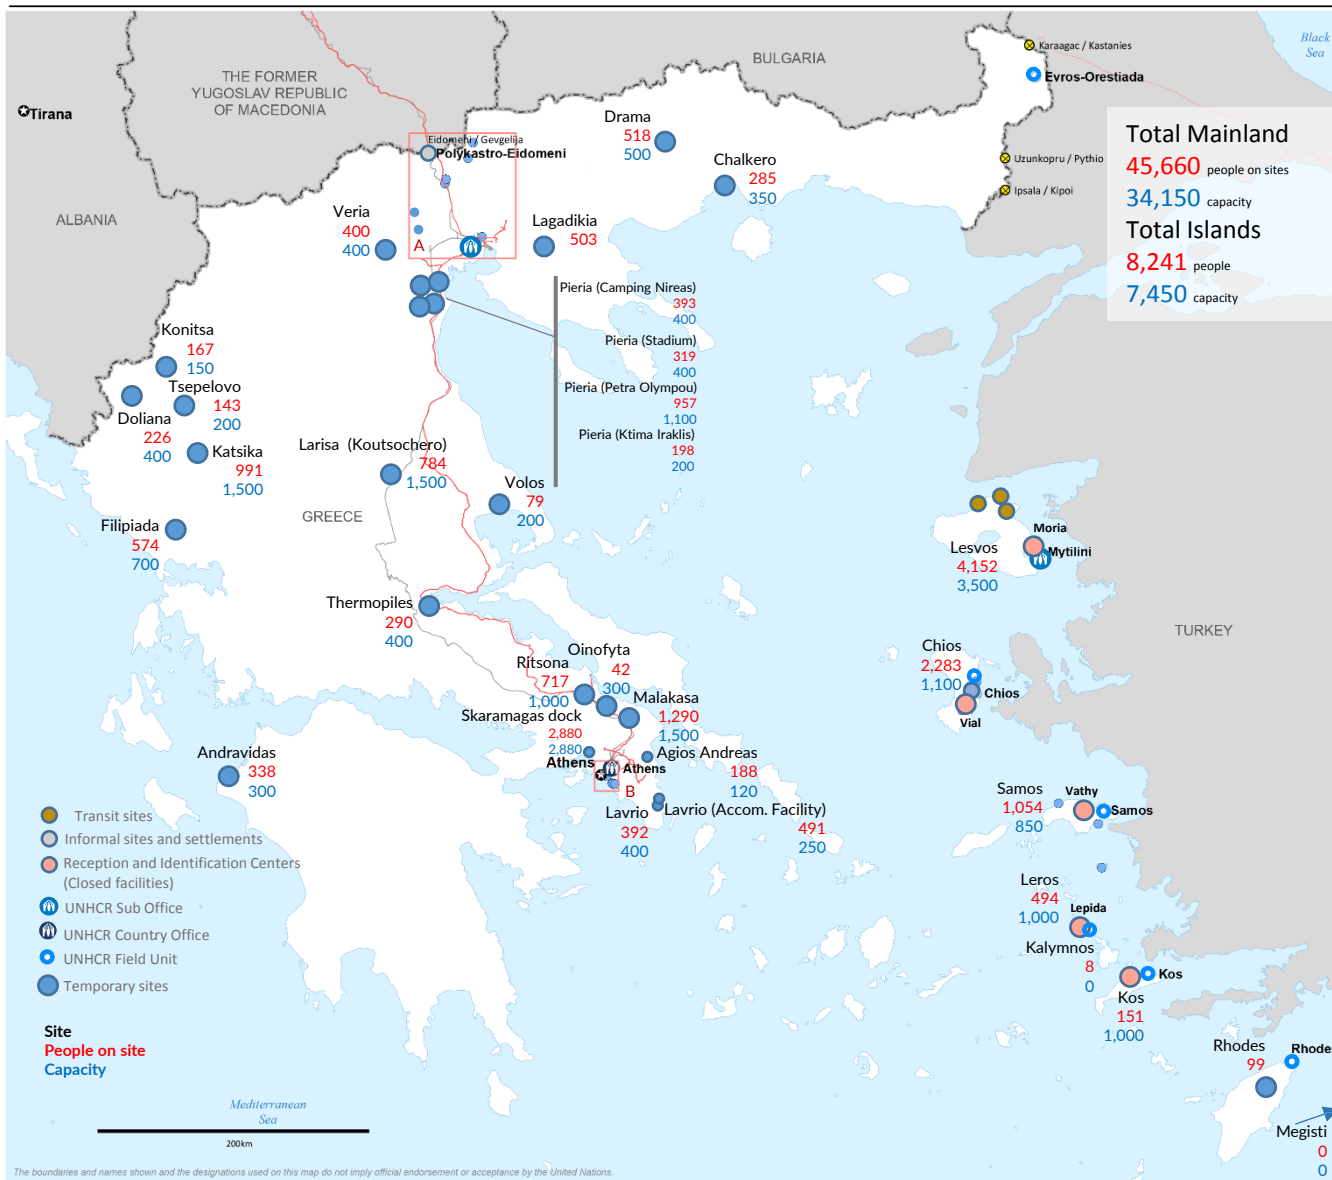 Black
Sea
BULGARIA
Karaagac / Kastanies
Evros-Orestiada
THE FORMER
YUGOSLAV REPUBLIC
OF MACEDONIA
Tirana
Drama
518
500
Eidomeni / Gevgelija
Polykastro-Eidomeni
Chalkero
285
350
Uzunkopru / Pythio
Ipsala / Kipoi
Total Mainland
45,660 people on sites
34,150 capacity
Total Islands
8,241 people
7,450 capacity
ALBANIA
Veria
400
400
A
Lagadikia
503
Pieria (Camping Nireas)
393
400
Pieria (Stadium)
319
400
Pieria (Petra Olympou)
957
1,100
Pieria (Ktima Iraklis)
198
200
Konitsa
167
150
Tsepelovo
143
200
Doliana
226
400
Katsika
991
1,500
Larisa (Koutsochero)
784
1,500
Volos
79
200
GREECE
Filipiada
574
700
Moria
Mytilini
Lesvos
4,152
3,500
Thermopiles
290
400
TURKEY
Oinofyta
42
300
Ritsona
717
1,000
Malakasa
1,290
1,500
Chios
2,283
1,100
Chios
Vial
Skaramagas dock
2,880
2,880
Athens
Athens
B
Agios Andreas
188
120
Andravidas
338
300
Lavrio
392
400
Lavrio (Accom. Facility)
491
250
Samos
1,054
850
Vathy
Samos
Leros
494
1,000
Lepida
Kalymnos
8
0
Kos
Kos
151
1,000
Rhodes
99
Rhodes
Megisti
0
0
Transit sites
Informal sites and settlements
Reception and Identification Centers
(Closed facilities)
UNHCR Sub Office
UNHCR Country Office
UNHCR Field Unit
Temporary sites
Site
People on site
Capacity
Mediterranean
Sea
200km
The boundaries and names shown and the designations used on this map do not imply official endorsement or acceptance by the United Nations.